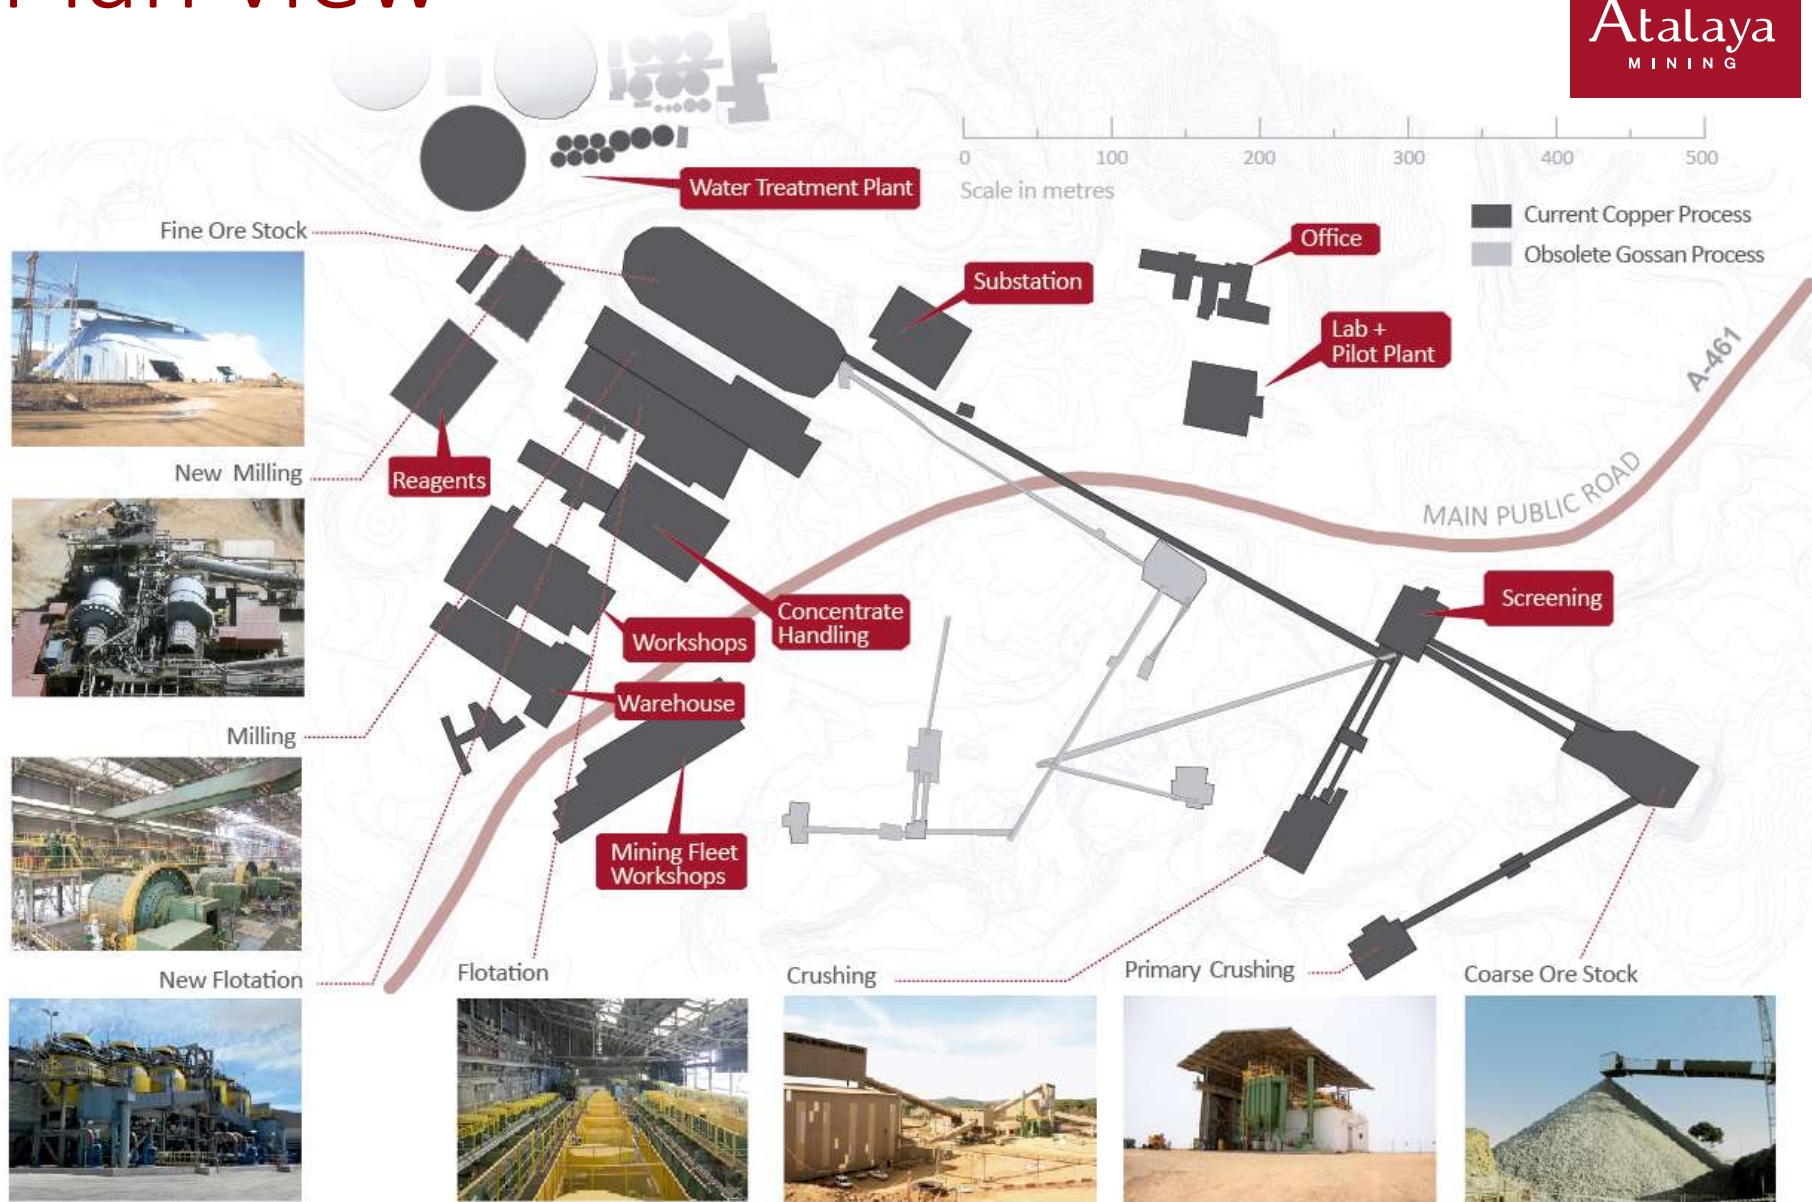 Plan View
Atalaya
MINING
0 100 200 300 400 500
Scale in metres
Water Treatment Plant
Current Copper Process
Obsolete Gossan Process
Fine Ore Stock
Office
Substation
Lab +
Pilot Plant
A-461
New Milling
Reagents
MAIN PUBLIC ROAD
Screening
Concentrate
Handling
Workshops
Warehouse
Milling
Mining Fleet
Workshops
New Flotation
Flotation
Crushing
Primary Crushing
Coarse Ore Stock